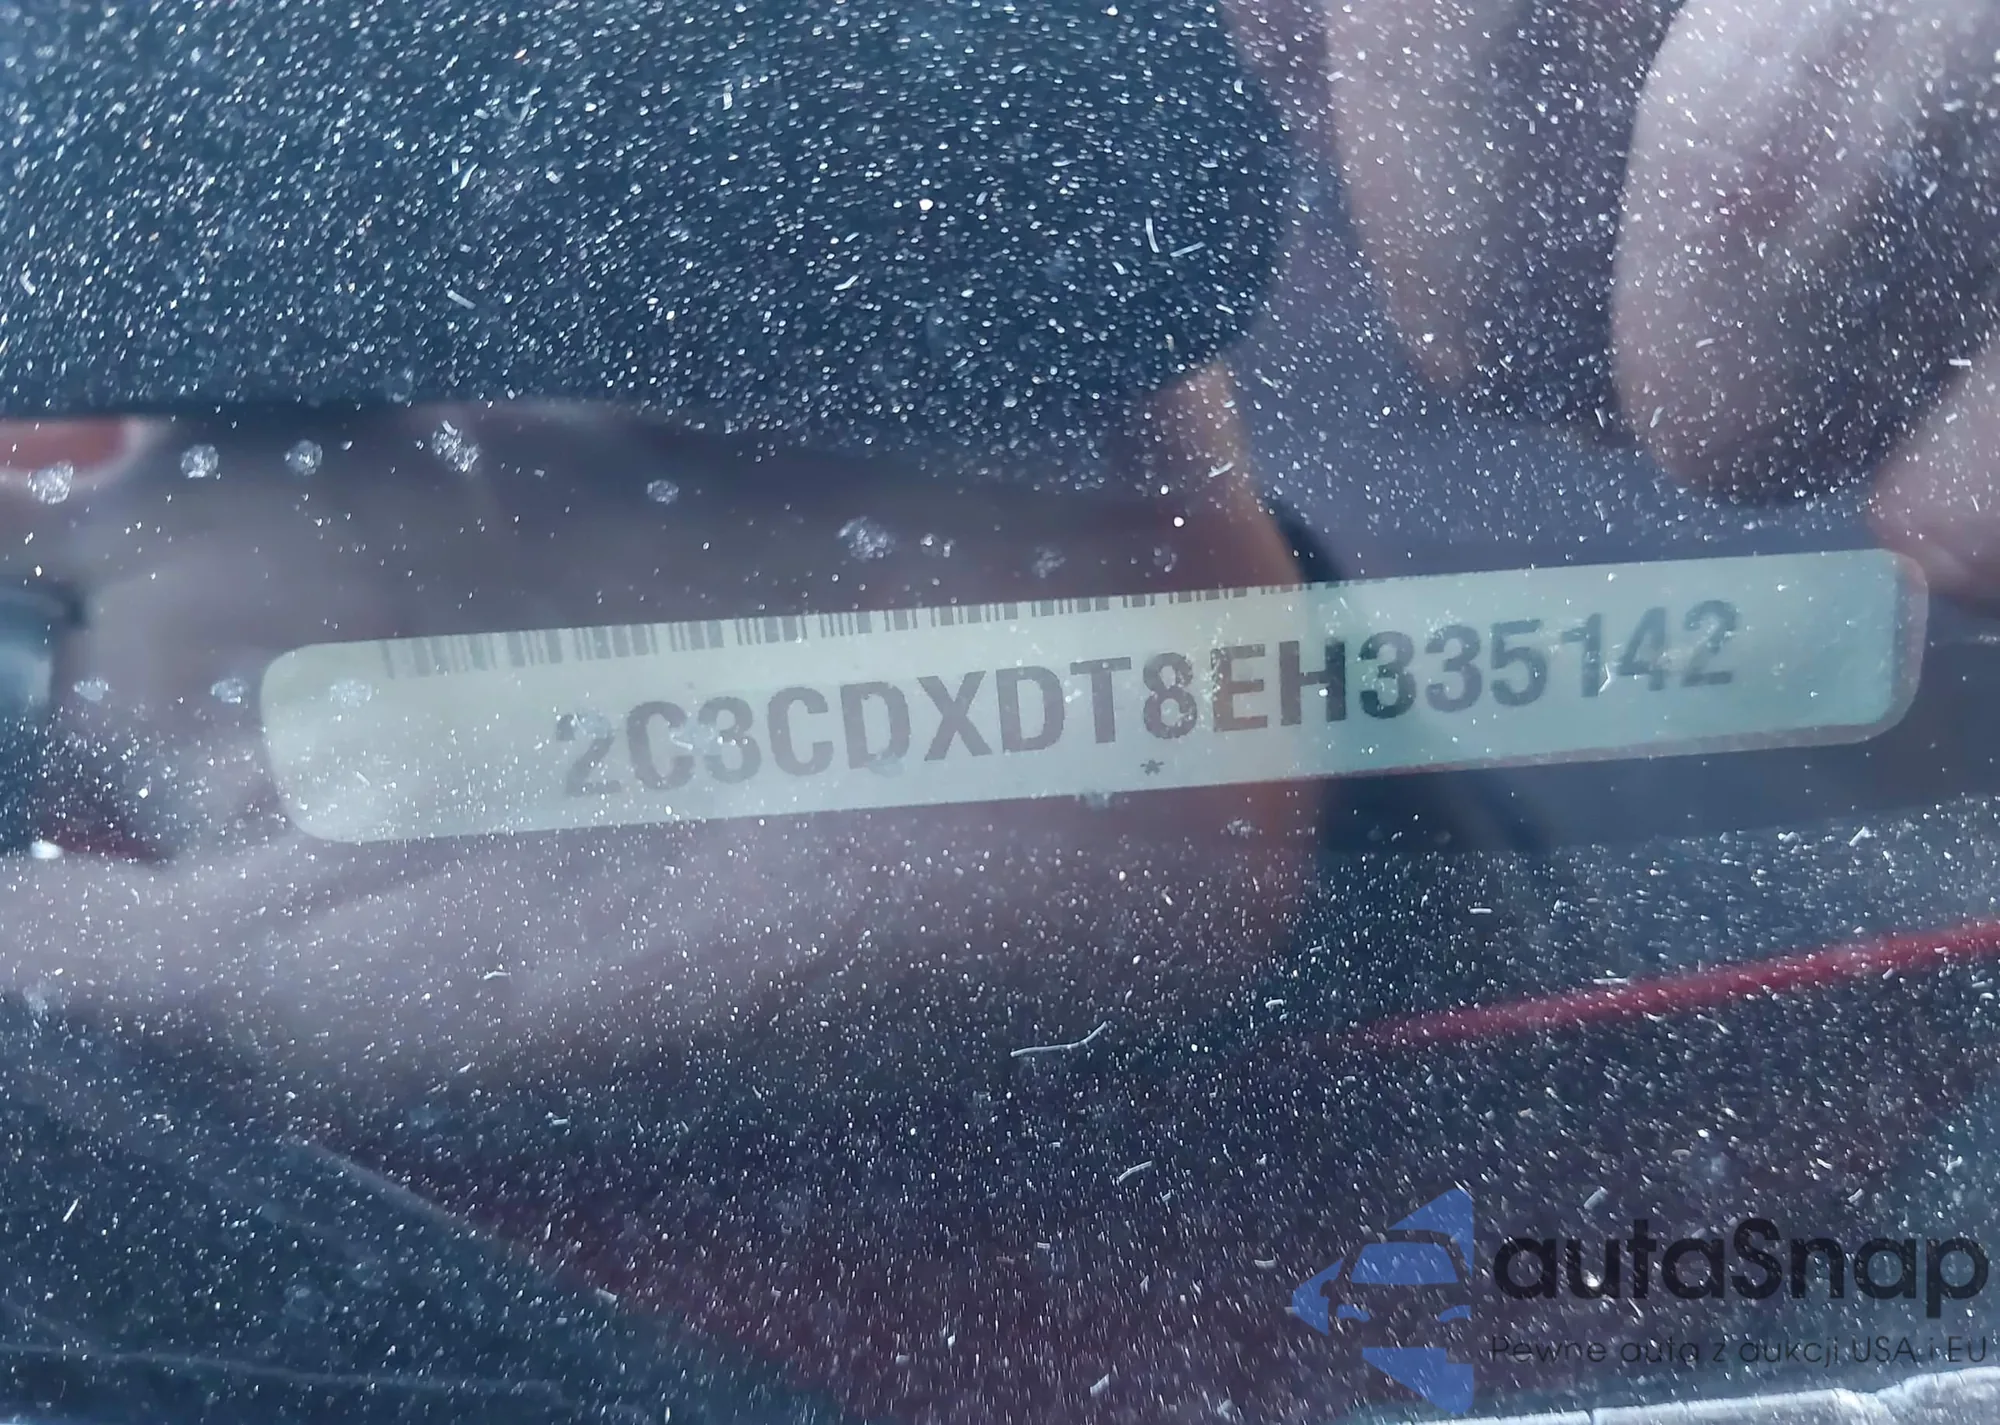 2C3CDXDT8EH335142
*
autaSnap
Pewne auta z aukcji USA i EU